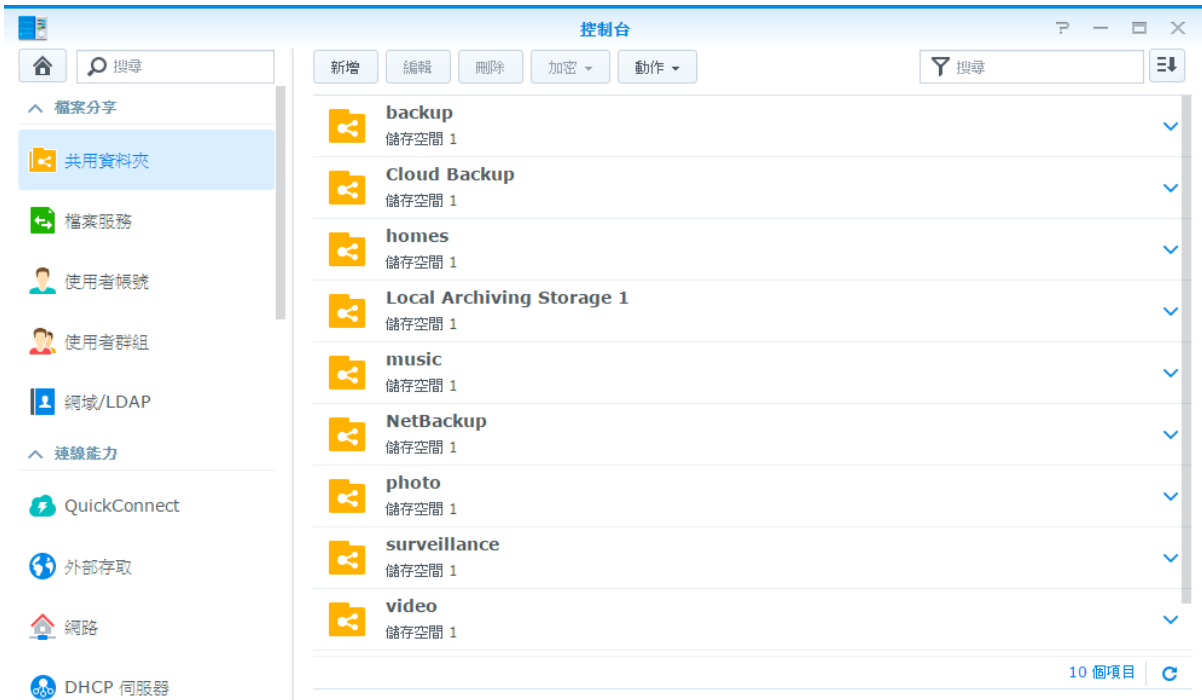 控制台
搜尋
檔案分享
共用資料夾
檔案服務
使用者帳號
使用者群組
網域/LDAP
連線能力
QuickConnect
外部存取
網路
DHCP 伺服器
新增 編輯 刪除 加密 動作 搜尋
backup
儲存空間 1
Cloud Backup
儲存空間 1
homes
儲存空間 1
Local Archiving Storage 1
儲存空間 1
music
儲存空間 1
NetBackup
儲存空間 1
photo
儲存空間 1
surveillance
儲存空間 1
video
儲存空間 1
10 個項目